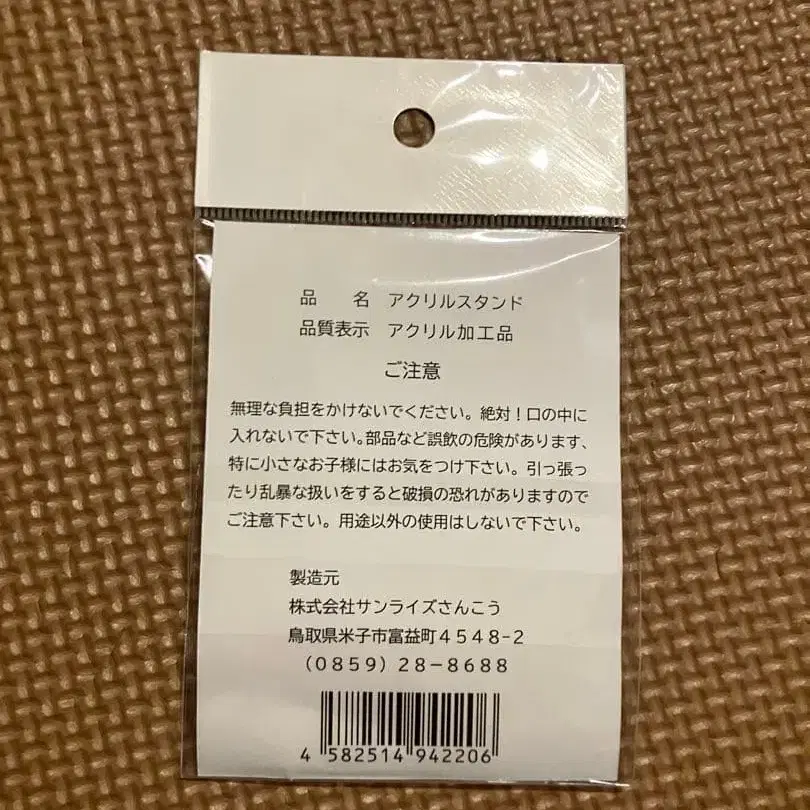 品　名　アクリルスタンド
品質表示　アクリル加工品
ご注意
無理な負担をかけないでください。絶対！口の中に
入れないで下さい。部品など誤飲の危険があります、
特に小さなお子様にはお気をつけ下さい。引っ張っ
たり乱暴な扱いをすると破損の恐れがありますので
ご注意下さい。用途以外の使用はしないで下さい。
製造元
株式会社サンライズさんこう
鳥取県米子市富益町４５４８-２
（０８５９）２８－８６８８
4 582514 942206